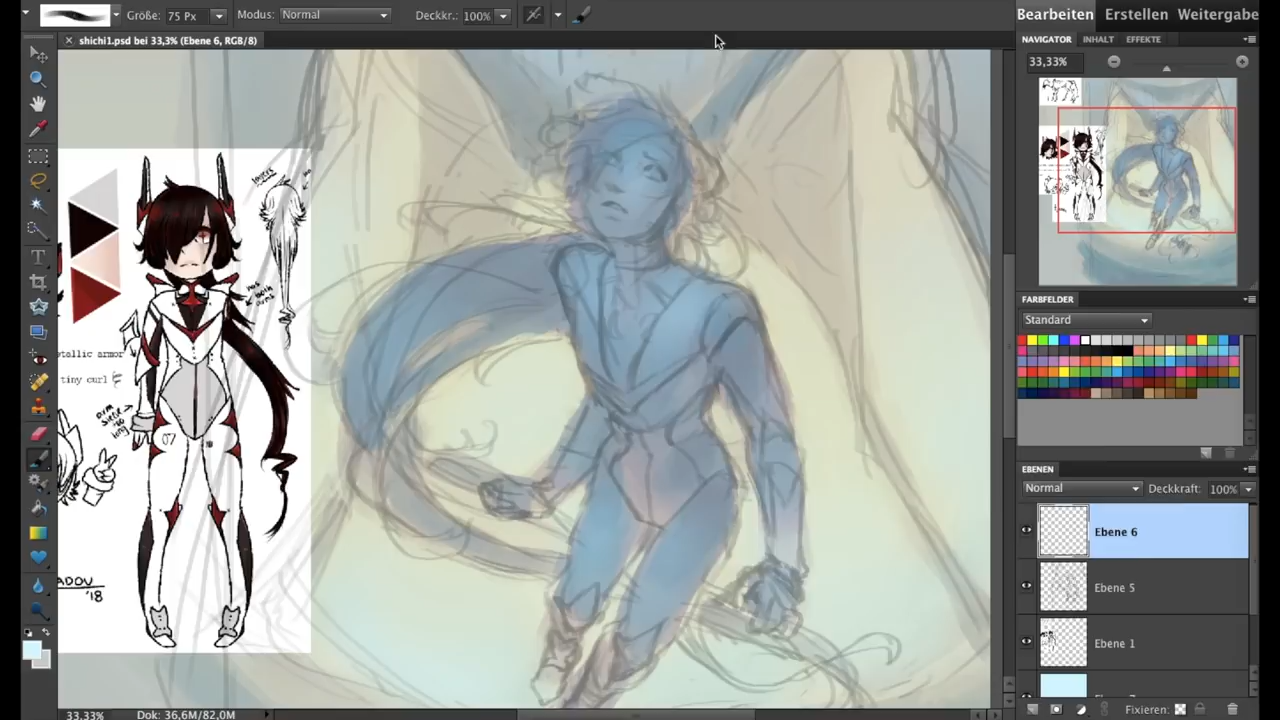 Größe: 75 Px Modus: Normal Deckkr.: 100%
Bearbeiten Erstellen Weitergabe
× shichi1.psd bei 33,3% (Ebene 6, RGB/8)
NAVIGATOR INHALT EFFEKTE
33,33%
FARBFELDER
Standard
tallic armor
tiny curl
07
ADOV
'18
EBENEN
Normal Deckkraft: 100%
Ebene 6
Ebene 5
Ebene 1
Fixieren:
33,33% Dok: 36,6M/82,0M